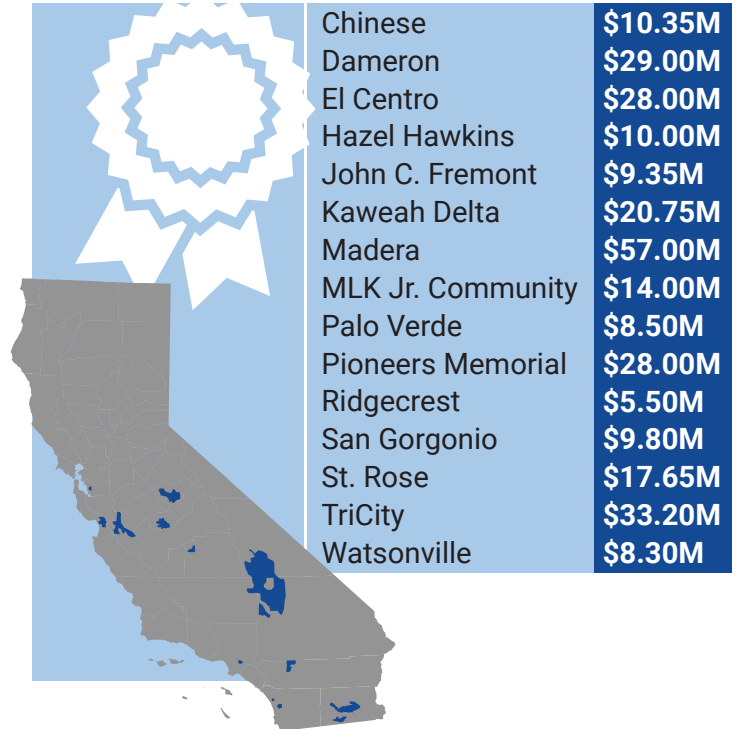 Chinese $10.35M
Dameron $29.00M
El Centro $28.00M
Hazel Hawkins $10.00M
John C. Fremont $9.35M
Kaweah Delta $20.75M
Madera $57.00M
MLK Jr. Community $14.00M
Palo Verde $8.50M
Pioneers Memorial $28.00M
Ridgecrest $5.50M
San Gorgonio $9.80M
St. Rose $17.65M
TriCity $33.20M
Watsonville $8.30M